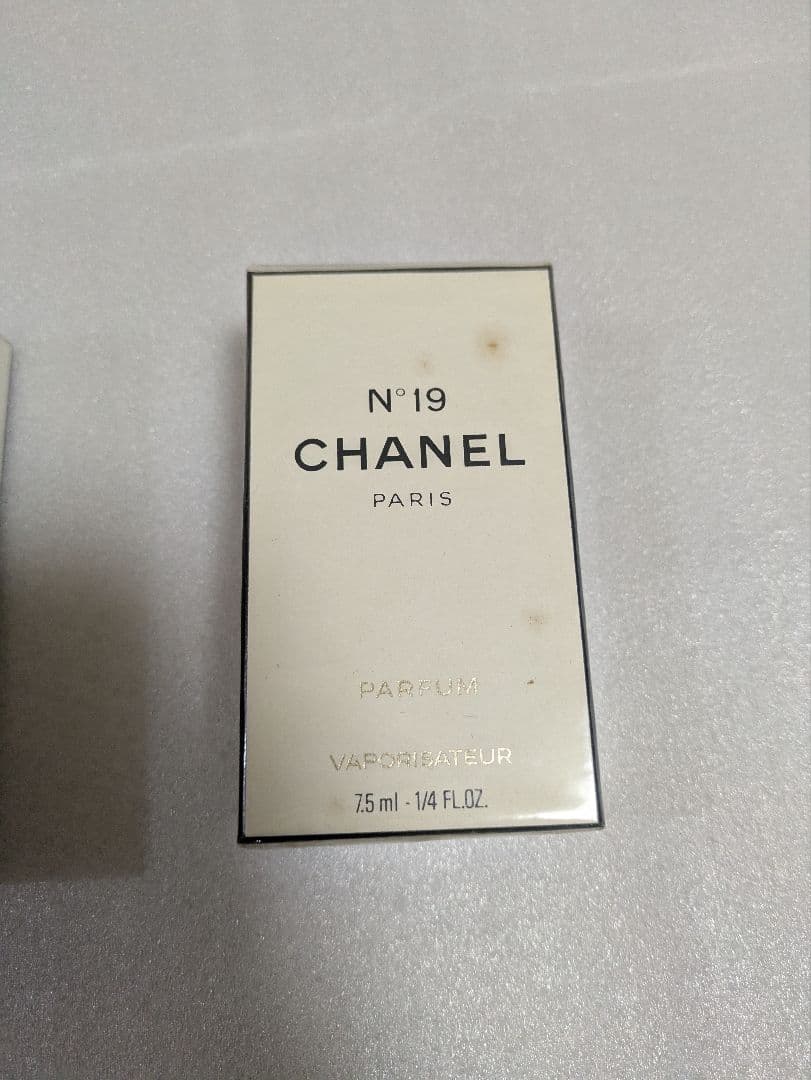 N°19
CHANEL
PARIS
PARFUM
VAPORISATEUR
7.5 ml - 1/4 FL.OZ.